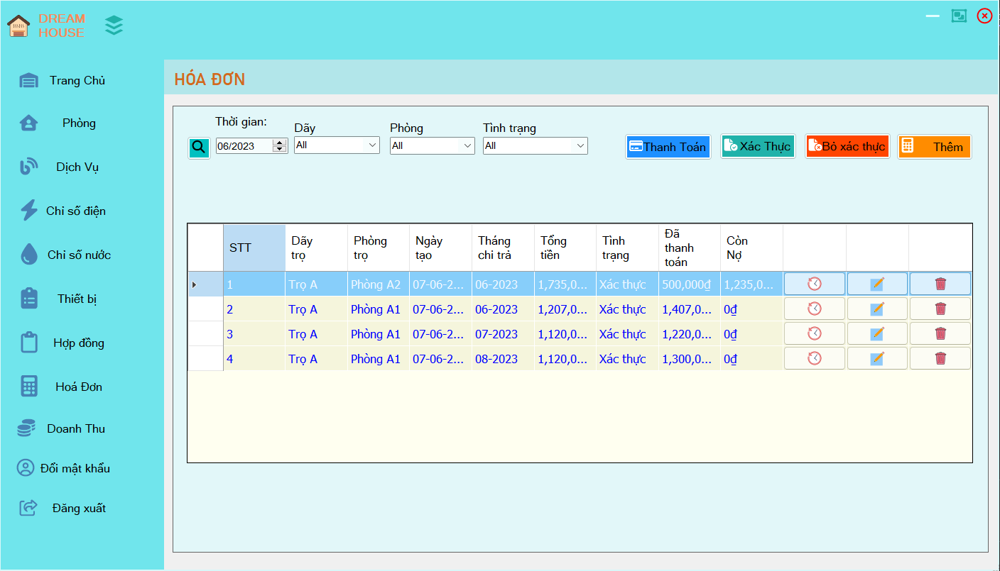 DREAM
HOUSE
Trang Chủ
Phòng
Dịch Vụ
Chỉ số điện
Chỉ số nước
Thiết bị
Hợp đồng
Hoá Đơn
Doanh Thu
Đổi mật khẩu
Đăng xuất
HÓA ĐƠN
Thời gian:
Dãy
Phòng
Tình trạng
06/2023
All
All
All
Thanh Toán
Xác Thực
Bỏ xác thực
Thêm
STT
Dãy
trọ
Phòng
trọ
Ngày
tạo
Tháng
chi trả
Tổng
tiền
Tình
trạng
Đã
thanh
toán
Còn
Nợ
1 Trọ A Phòng A2 07-06-2... 06-2023 1,735,0... Xác thực 500,000₫ 1,235,0...
2 Trọ A Phòng A1 07-06-2... 06-2023 1,207,0... Xác thực 1,407,0... 0₫
3 Trọ A Phòng A1 07-06-2... 07-2023 1,120,0... Xác thực 1,220,0... 0₫
4 Trọ A Phòng A1 07-06-2... 08-2023 1,120,0... Xác thực 1,300,0... 0₫